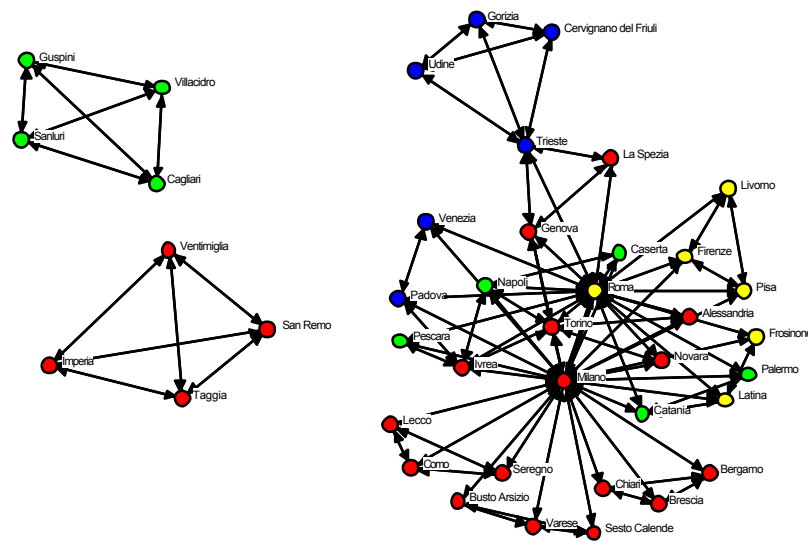 Gorizia
Cervignano del Friuli
Guspini
Udine
Villacidro
Sanluri
Trieste
La Spezia
Cagliari
Livorno
Venezia
Genova
Ventimiglia
Caserta
Firenze
Napoli
Roma
Pisa
Padova
Alessandria
San Remo
Torino
Pescara
Frosinone
Imperia
Ivrea
Novara
Palermo
Milano
Taggia
Latina
Catania
Lecco
Como
Seregno
Bergamo
Chiari
Busto Arsizio
Brescia
Varese
Sesto Calende